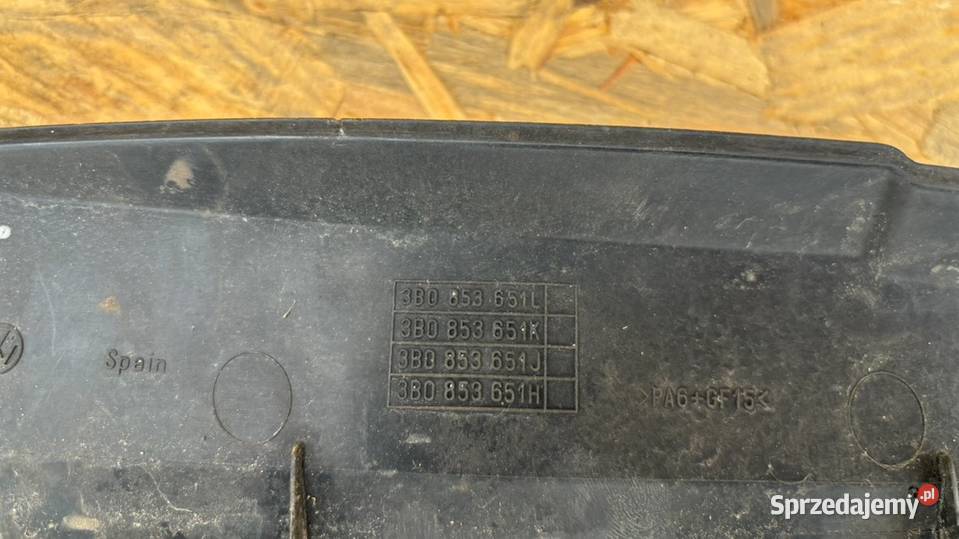 3B0 853 651L
3B0 853 651K
3B0 853 651J
3B0 853 651H
Spain
>PA6+GF15<
Sprzedajemy.pl